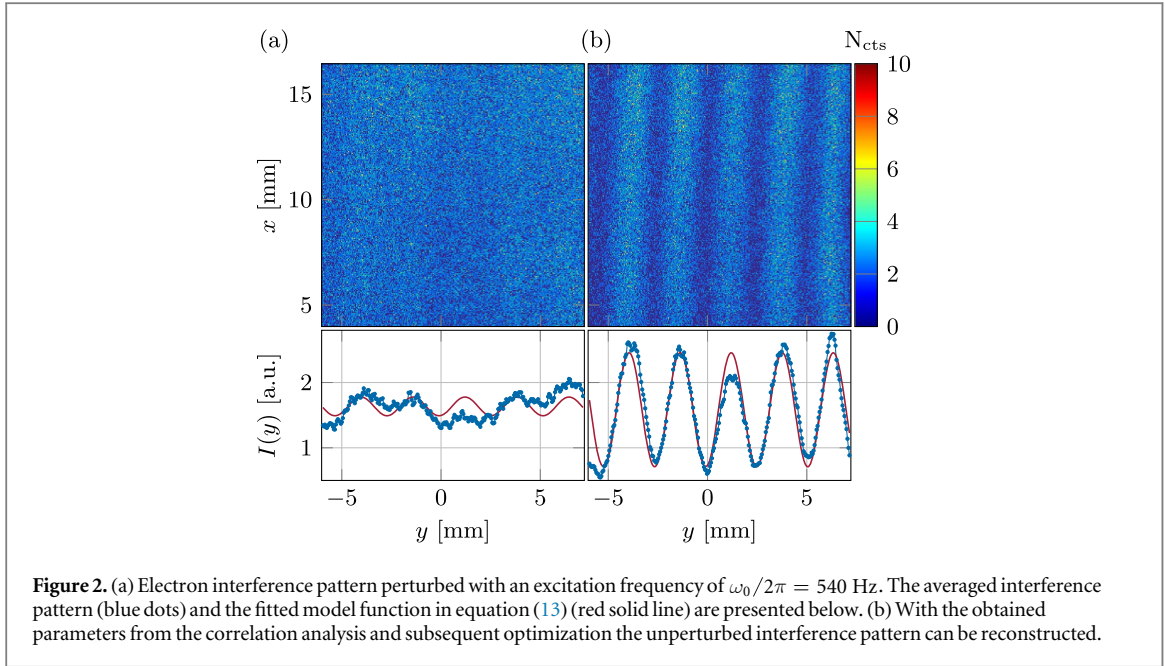 (a)
(b)
N_cts
10
8
6
4
2
0
15
10
5
x [mm]
2
1
I(y) [a.u.]
−5 0 5
−5 0 5
y [mm]
y [mm]
Figure 2. (a) Electron interference pattern perturbed with an excitation frequency of ω₀/2π = 540 Hz. The averaged interference
pattern (blue dots) and the fitted model function in equation (13) (red solid line) are presented below. (b) With the obtained
parameters from the correlation analysis and subsequent optimization the unperturbed interference pattern can be reconstructed.